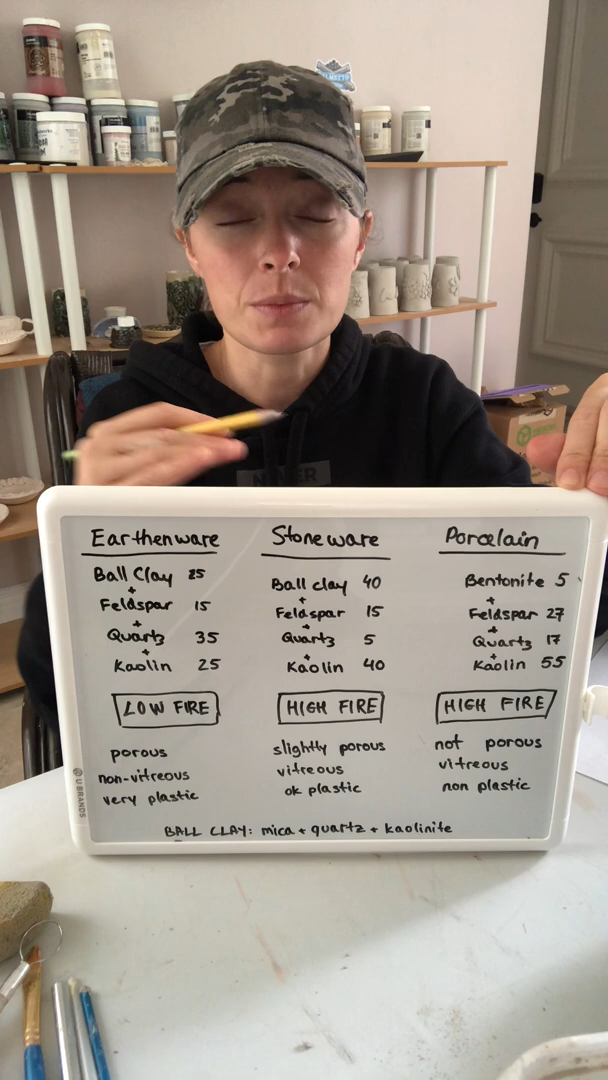 Earthenware
Ball Clay 25
+
Feldspar 15
+
Quartz 35
+
Kaolin 25
LOW FIRE
porous
non-vitreous
very plastic
Stoneware
Ball clay 40
+
Feldspar 15
+
Quartz 5
+
Kaolin 40
HIGH FIRE
slightly porous
vitreous
ok plastic
Porcelain
Bentonite 5
+
Feldspar 27
+
Quartz 17
+
Kaolin 55
HIGH FIRE
not porous
vitreous
non plastic
BALL CLAY: mica + quartz + kaolinite
U BRANDS